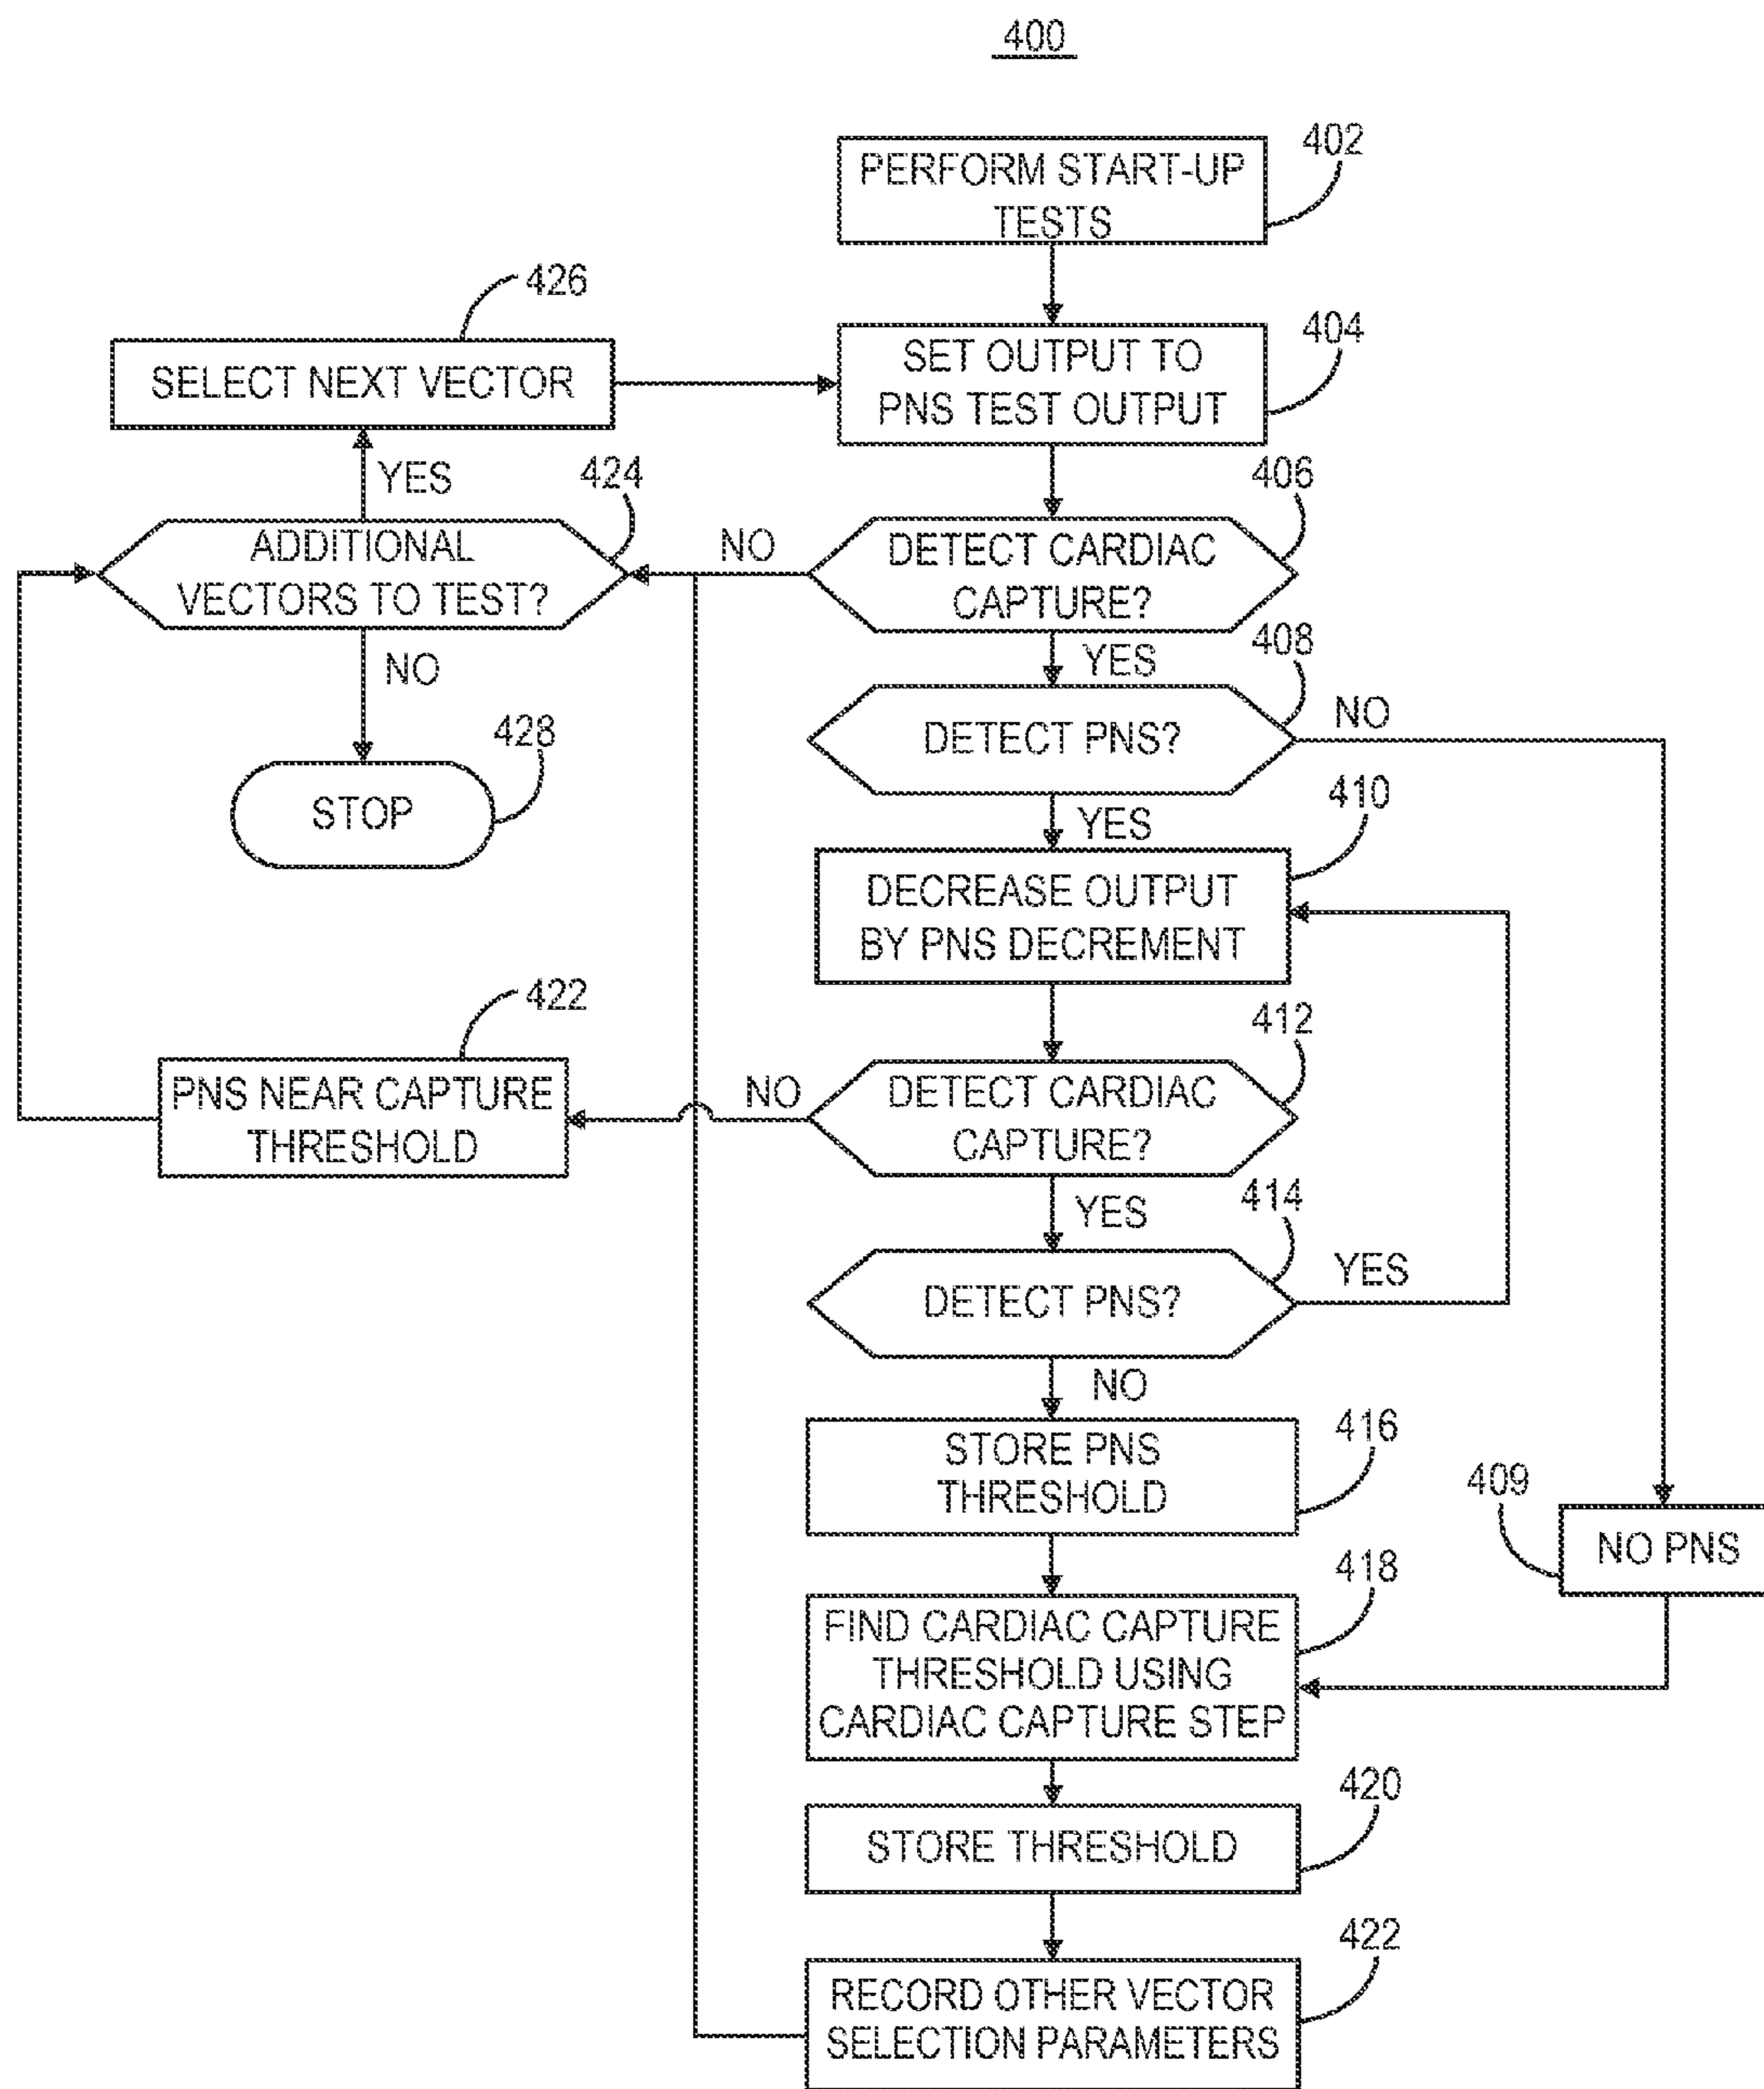 400
PERFORM START-UP
TESTS
402
SET OUTPUT TO
PNS TEST OUTPUT
404
SELECT NEXT VECTOR
426
YES
ADDITIONAL
VECTORS TO TEST?
424
NO
STOP
428
DETECT CARDIAC
CAPTURE?
406
NO
YES
DETECT PNS?
408
NO
YES
DECREASE OUTPUT
BY PNS DECREMENT
410
DETECT CARDIAC
CAPTURE?
412
NO
PNS NEAR CAPTURE
THRESHOLD
422
YES
DETECT PNS?
414
YES
NO
STORE PNS
THRESHOLD
416
NO PNS
409
FIND CARDIAC CAPTURE
THRESHOLD USING
CARDIAC CAPTURE STEP
418
STORE THRESHOLD
420
RECORD OTHER VECTOR
SELECTION PARAMETERS
422